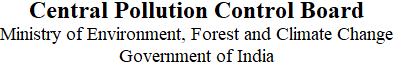 Central Pollution Control Board
Ministry of Environment, Forest and Climate Change
Government of India